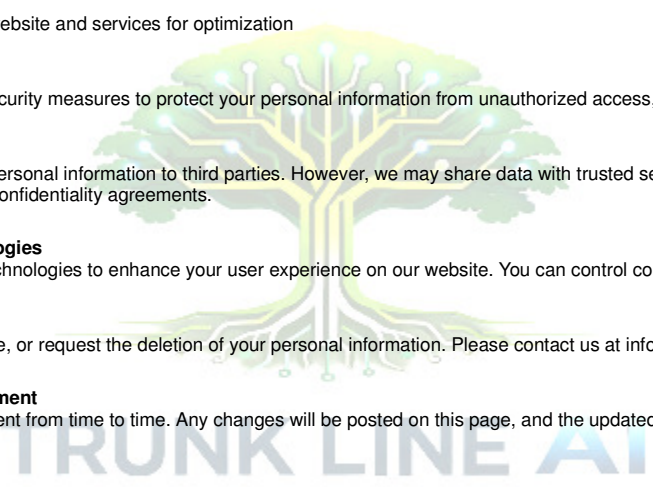 ebsite and services for optimization
curity measures to protect your personal information from unauthorized access,
ersonal information to third parties. However, we may share data with trusted se
onfidentiality agreements.
ogies
chnologies to enhance your user experience on our website. You can control co
e, or request the deletion of your personal information. Please contact us at info
ment
ent from time to time. Any changes will be posted on this page, and the updated
TRUNK LINE AI